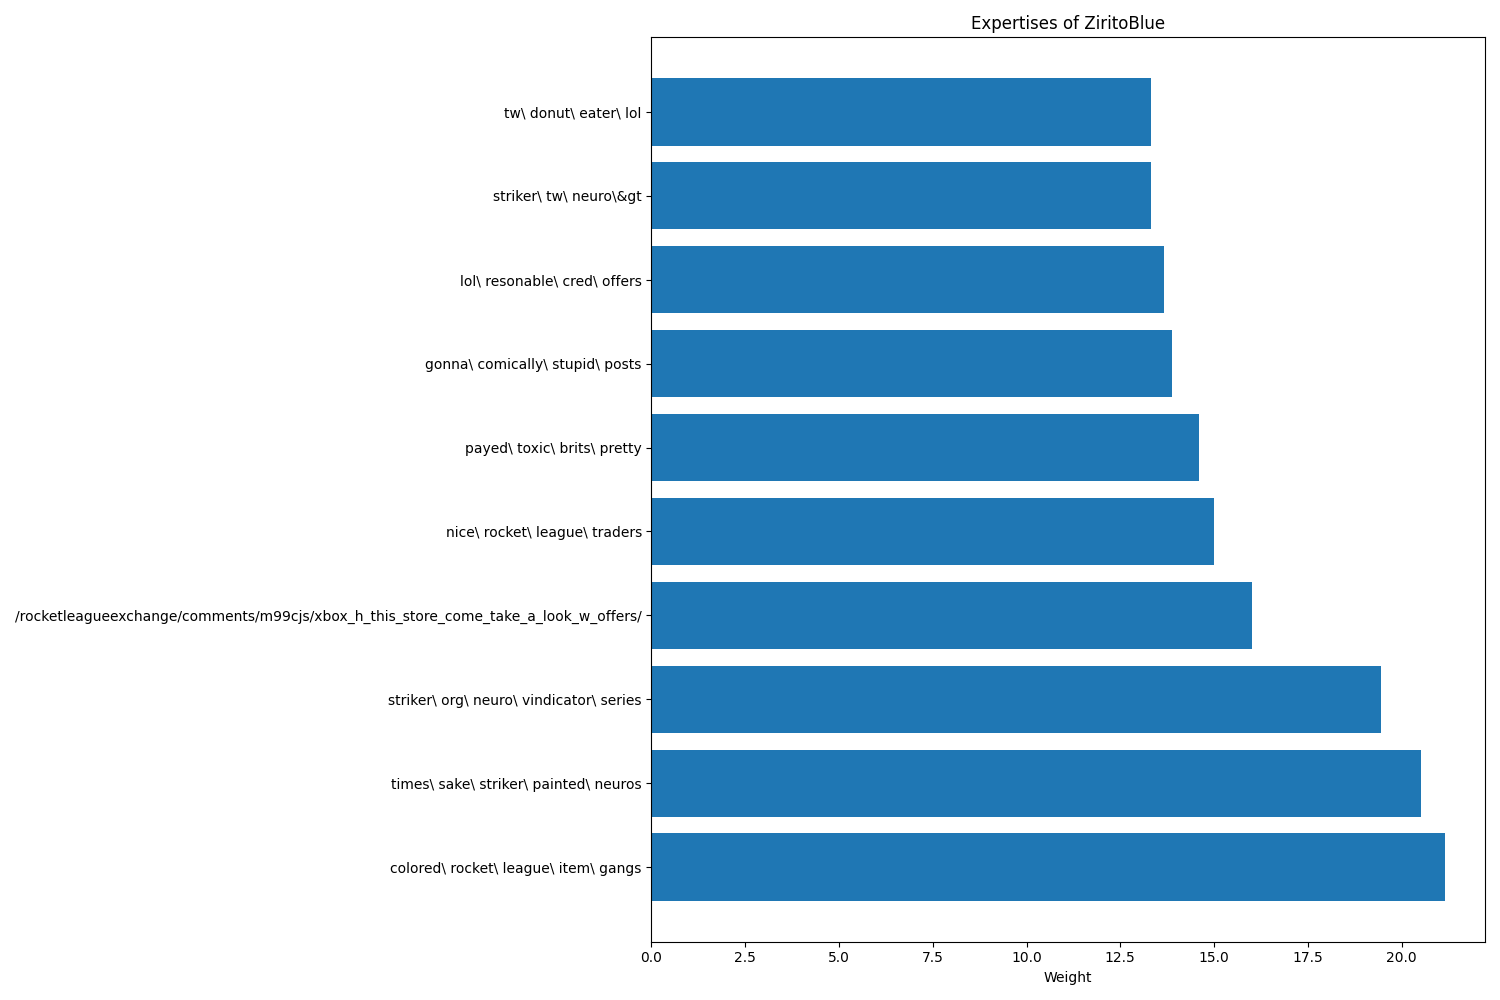 Expertises of ZiritoBlue
tw\ donut\ eater\ lol
striker\ tw\ neuro\&gt
lol\ resonable\ cred\ offers
gonna\ comically\ stupid\ posts
payed\ toxic\ brits\ pretty
nice\ rocket\ league\ traders
/rocketleagueexchange/comments/m99cjs/xbox_h_this_store_come_take_a_look_w_offers/
striker\ org\ neuro\ vindicator\ series
times\ sake\ striker\ painted\ neuros
colored\ rocket\ league\ item\ gangs
0.0 2.5 5.0 7.5 10.0 12.5 15.0 17.5 20.0
Weight